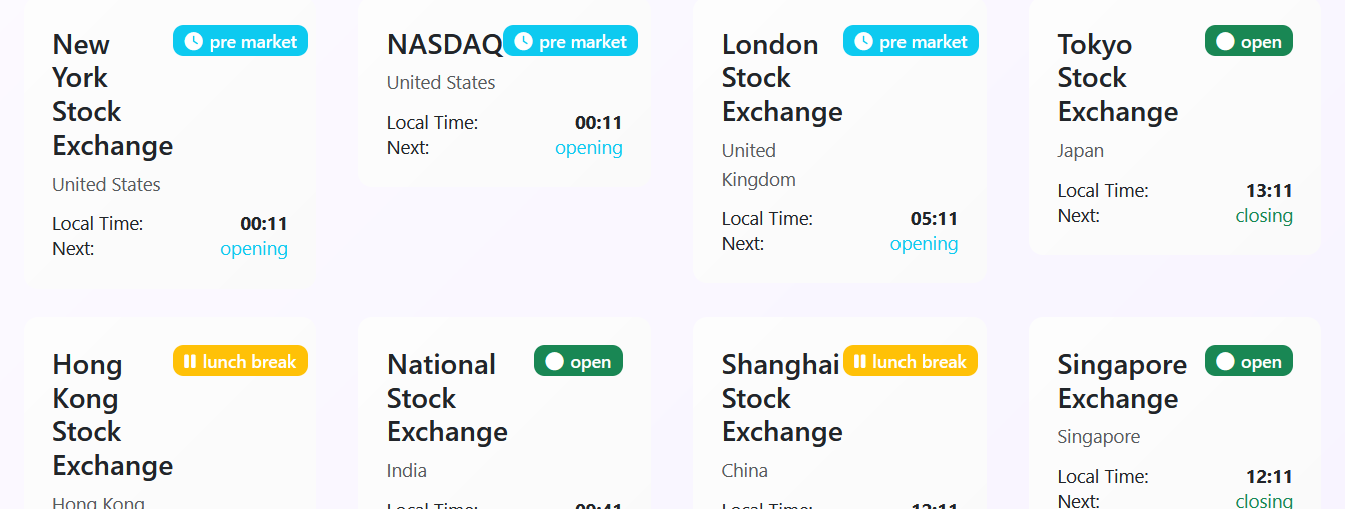 New
York
Stock
Exchange
pre market
United States
Local Time: 00:11
Next: opening
NASDAQ
pre market
United States
Local Time: 00:11
Next: opening
London
Stock
Exchange
pre market
United
Kingdom
Local Time: 05:11
Next: opening
Tokyo
Stock
Exchange
open
Japan
Local Time: 13:11
Next: closing
Hong
Kong
Stock
Exchange
lunch break
Hong Kong
National
Stock
Exchange
open
India
Local Time: 09:41
Shanghai
Stock
Exchange
lunch break
China
Local Time: 12:11
Singapore
Exchange
open
Singapore
Local Time: 12:11
Next: closing